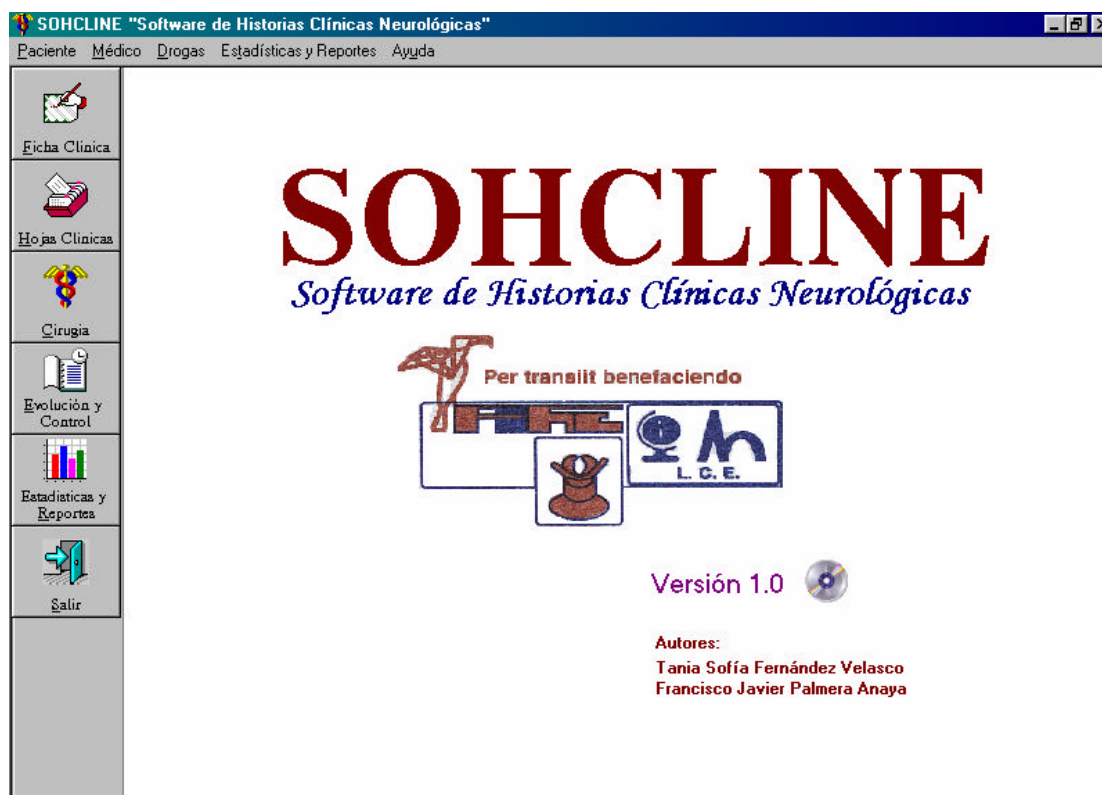 SOHCLINE "Software de Historias Clínicas Neurológicas"
Paciente Médico Drogas Estadísticas y Reportes Ayuda
Ficha Clinica
Hojas Clinicas
Cirugia
Evolución y
Control
Estadisticas y
Reportes
Salir
SOHCLINE
Software de Historias Clínicas Neurológicas
Per transiit benefaciendo
L. C. E.
Versión 1.0
Autores:
Tania Sofía Fernández Velasco
Francisco Javier Palmera Anaya